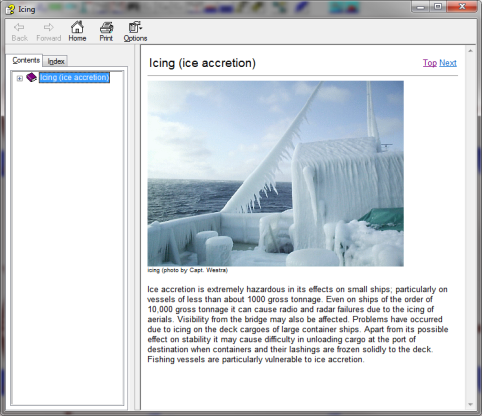 Icing
Back Forward Home Print Options
Contents Index
Icing (ice accretion)
Icing (ice accretion) Top Next
Icing (photo by Capt. Westra)
Ice accretion is extremely hazardous in its effects on small ships; particularly on
vessels of less than about 1000 gross tonnage. Even on ships of the order of
10,000 gross tonnage it can cause radio and radar failures due to the icing of
aerials. Visibility from the bridge may also be affected. Problems have occurred
due to icing on the deck cargoes of large container ships. Apart from its possible
effect on stability it may cause difficulty in unloading cargo at the port of
destination when containers and their lashings are frozen solidly to the deck.
Fishing vessels are particularly vulnerable to ice accretion.